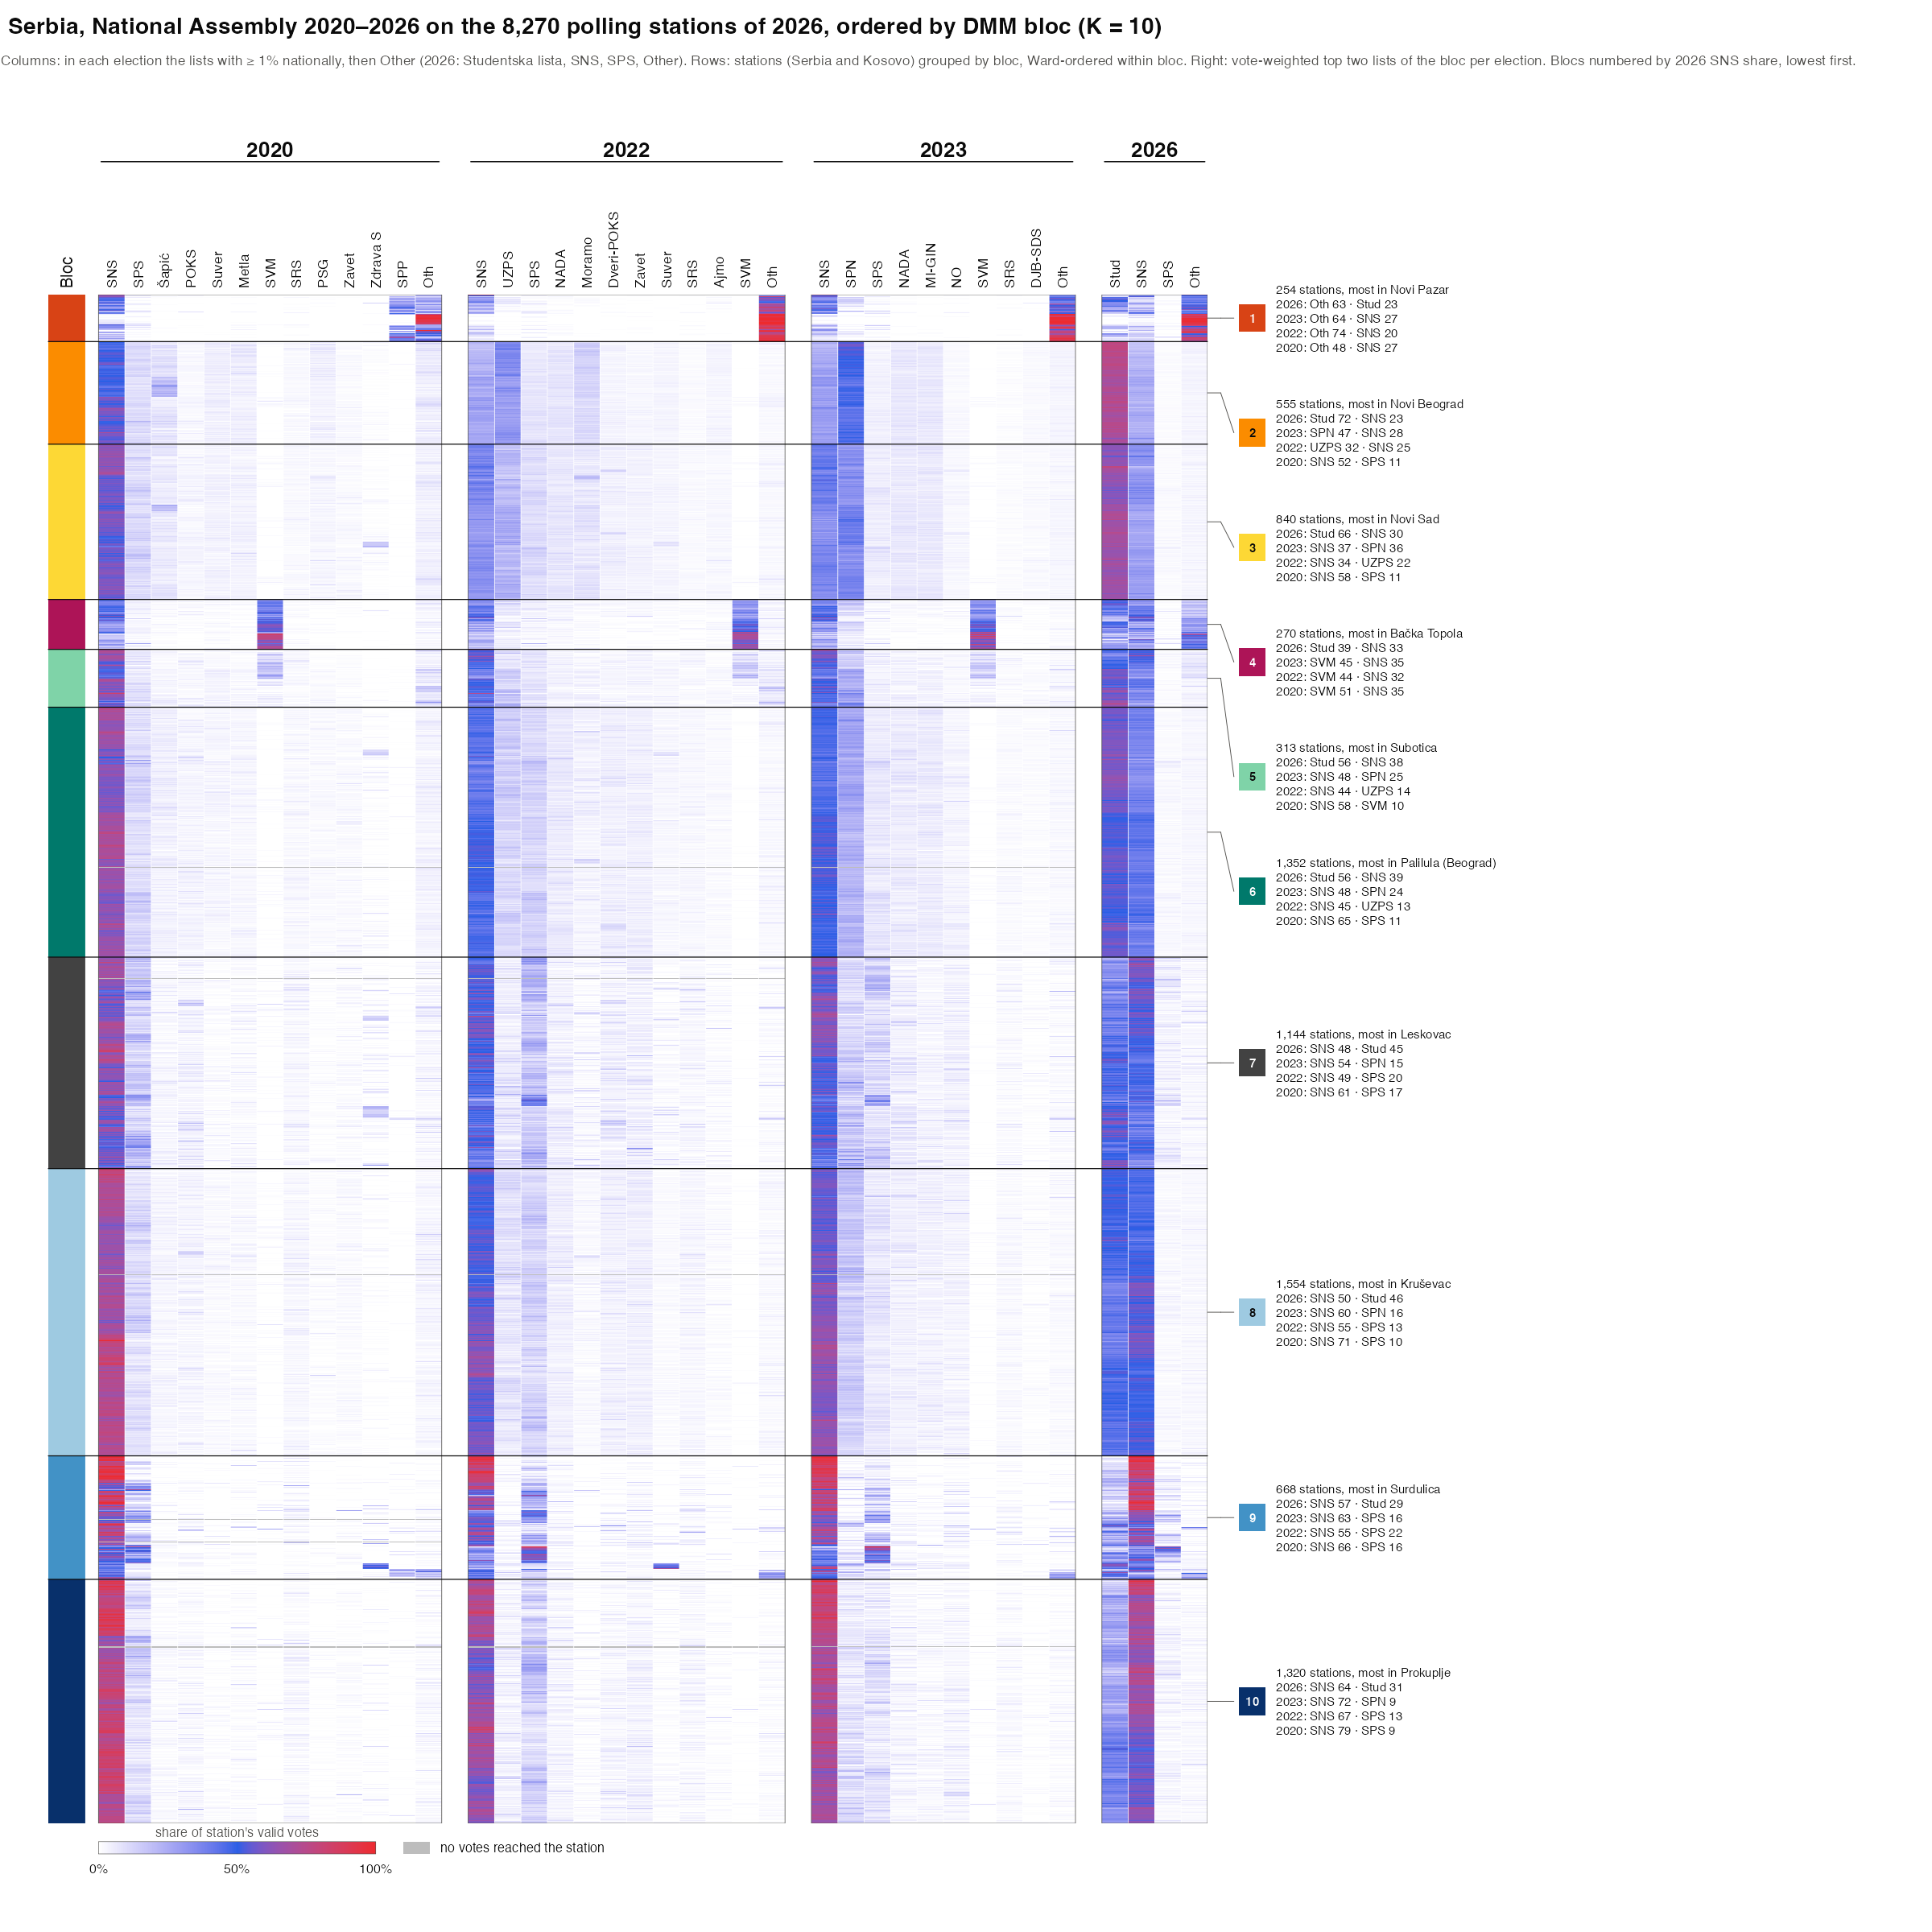 Serbia, National Assembly 2020–2026 on the 8,270 polling stations of 2026, ordered by DMM bloc (K = 10)
Columns: in each election the lists with ≥ 1% nationally, then Other (2026: Studentska lista, SNS, SPS, Other). Rows: stations (Serbia and Kosovo) grouped by bloc, Ward-ordered within bloc. Right: vote-weighted top two lists of the bloc per election. Blocs numbered by 2026 SNS share, lowest first.
2020 2022 2023 2026
Bloc SNS SPS Šapić POKS Suver Metla SVM SRS PSG Zavet Zdrava S SPP Oth SNS UZPS SPS NADA Moramo Dveri-POKS Zavet Suver SRS Ajmo SVM Oth SNS SPN SPS NADA MI-GIN NO SVM SRS DJB-SDS Oth Stud SNS SPS Oth
254 stations, most in Novi Pazar
2026: Oth 63 · Stud 23
1
2023: Oth 64 · SNS 27
2022: Oth 74 · SNS 20
2020: Oth 48 · SNS 27
555 stations, most in Novi Beograd
2026: Stud 72 · SNS 23
2
2023: SPN 47 · SNS 28
2022: UZPS 32 · SNS 25
2020: SNS 52 · SPS 11
840 stations, most in Novi Sad
2026: Stud 66 · SNS 30
3
2023: SNS 37 · SPN 36
2022: SNS 34 · UZPS 22
2020: SNS 58 · SPS 11
270 stations, most in Bačka Topola
2026: Stud 39 · SNS 33
4
2023: SVM 45 · SNS 35
2022: SVM 44 · SNS 32
2020: SVM 51 · SNS 35
313 stations, most in Subotica
2026: Stud 56 · SNS 38
5
2023: SNS 48 · SPN 25
2022: SNS 44 · UZPS 14
2020: SNS 58 · SVM 10
1,352 stations, most in Palilula (Beograd)
2026: Stud 56 · SNS 39
6
2023: SNS 48 · SPN 24
2022: SNS 45 · UZPS 13
2020: SNS 65 · SPS 11
1,144 stations, most in Leskovac
2026: SNS 48 · Stud 45
7
2023: SNS 54 · SPN 15
2022: SNS 49 · SPS 20
2020: SNS 61 · SPS 17
1,554 stations, most in Kruševac
2026: SNS 50 · Stud 46
8
2023: SNS 60 · SPN 16
2022: SNS 55 · SPS 13
2020: SNS 71 · SPS 10
668 stations, most in Surdulica
2026: SNS 57 · Stud 29
9
2023: SNS 63 · SPS 16
2022: SNS 55 · SPS 22
2020: SNS 66 · SPS 16
1,320 stations, most in Prokuplje
2026: SNS 64 · Stud 31
10
2023: SNS 72 · SPN 9
2022: SNS 67 · SPS 13
2020: SNS 79 · SPS 9
share of station's valid votes
no votes reached the station
0% 50% 100%